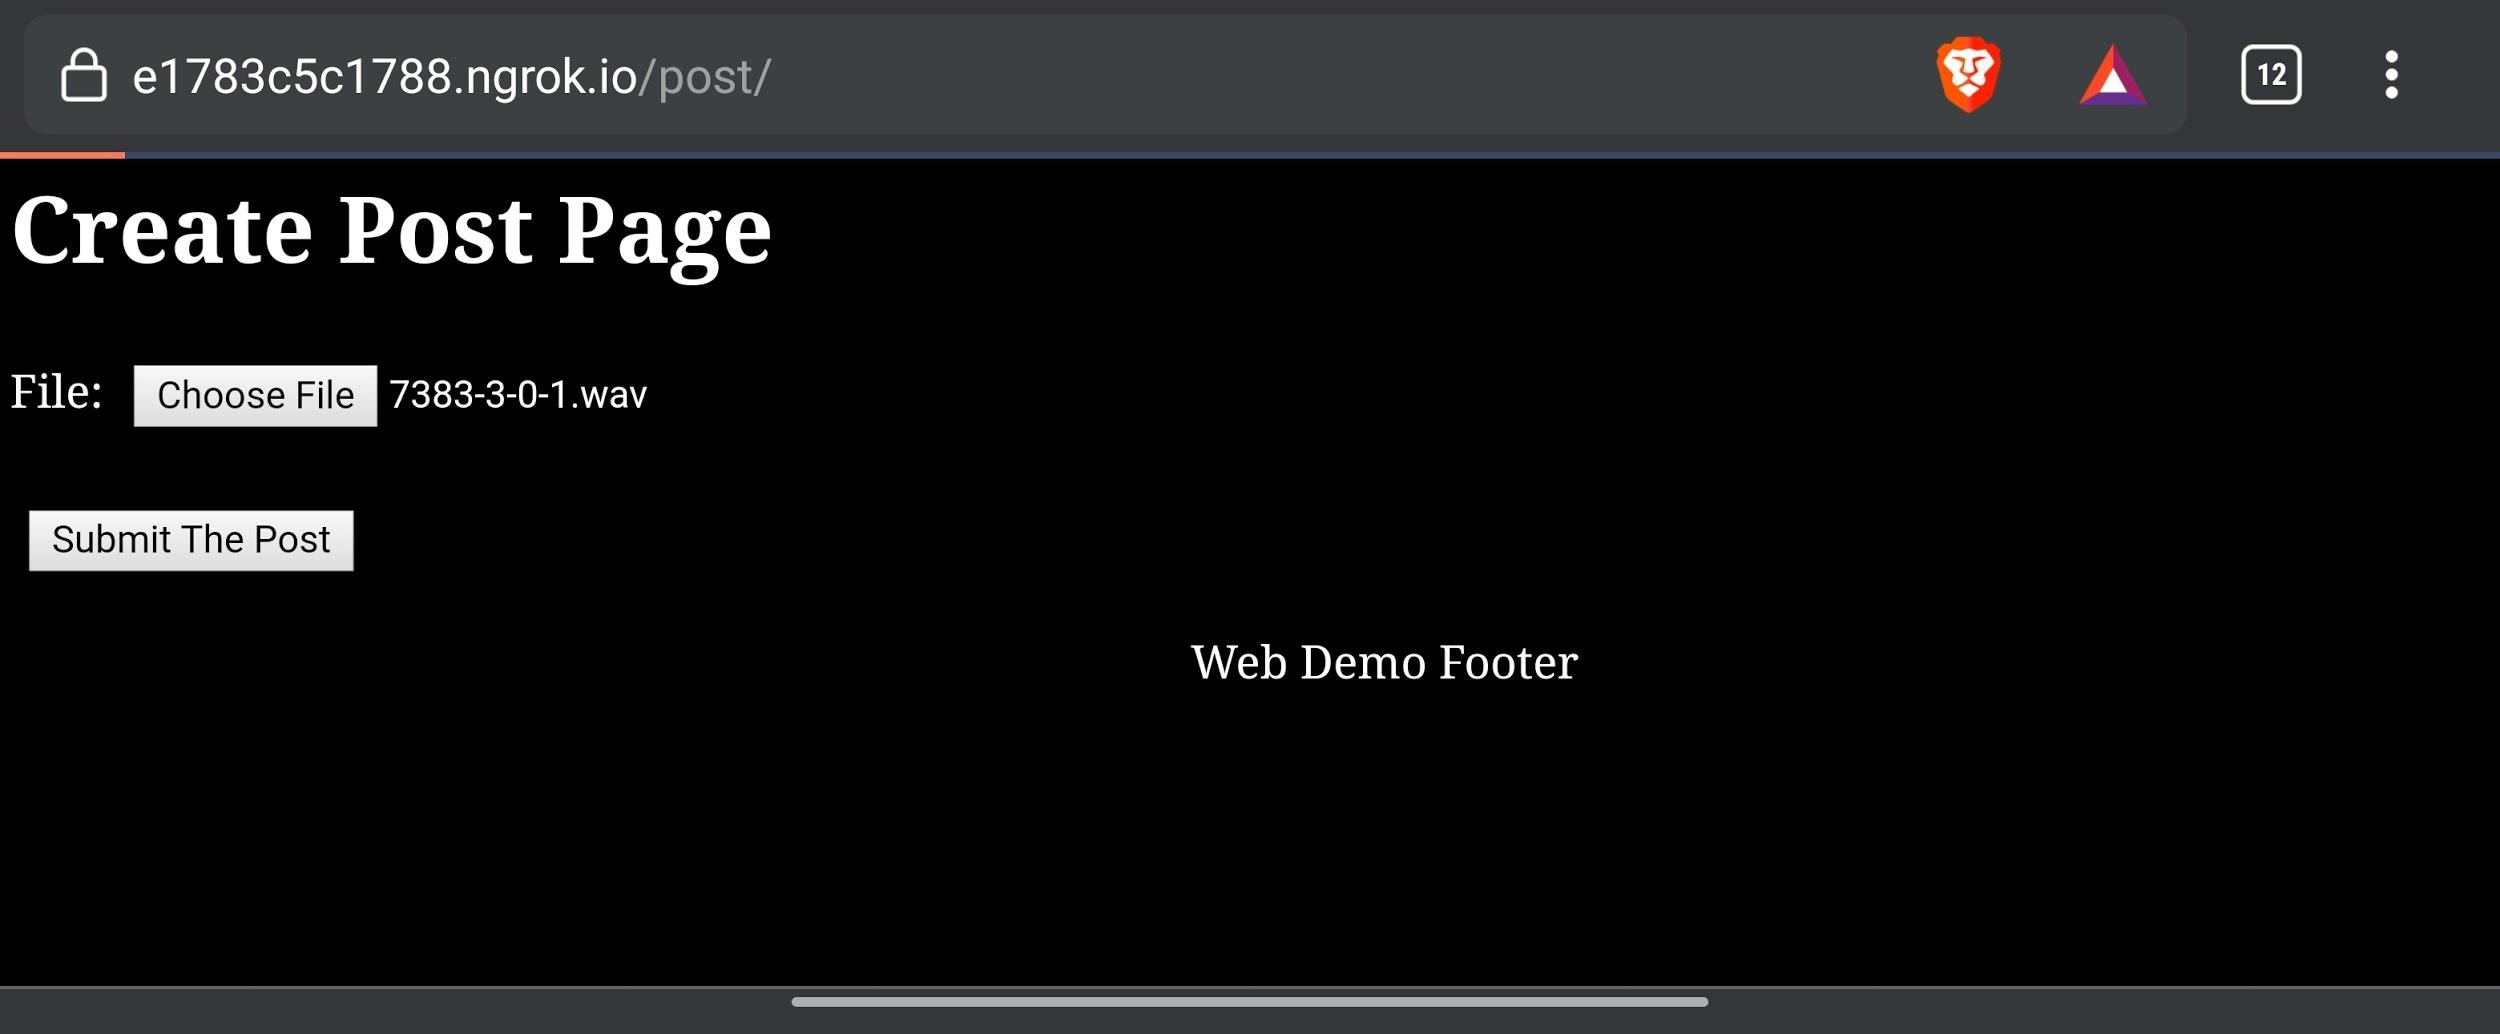 e1783c5c1788.ngrok.io/post/ 12
Create Post Page
File: Choose File 7383-3-0-1.wav
Submit The Post
Web Demo Footer